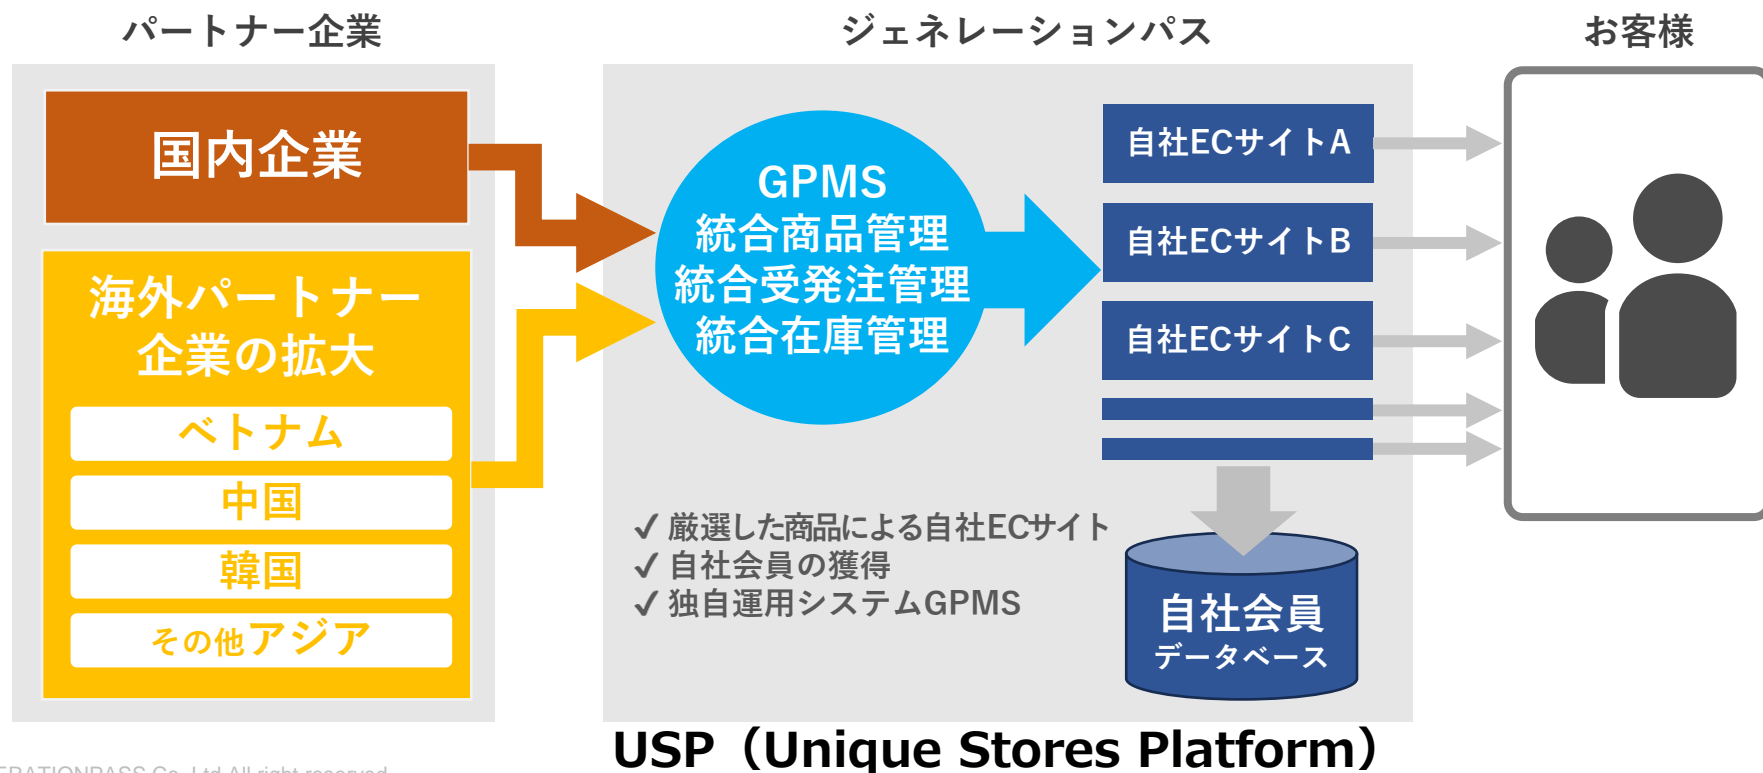 パートナー企業
ジェネレーションパス
お客様
国内企業
海外パートナー
企業の拡大
ベトナム
中国
韓国
その他アジア
GPMS
統合商品管理
統合受発注管理
統合在庫管理
自社ECサイトA
自社ECサイトB
自社ECサイトC
✓ 厳選した商品による自社ECサイト
✓ 自社会員の獲得
✓ 独自運用システムGPMS
自社会員
データベース
USP（Unique Stores Platform）
Co.,Ltd All right reserved